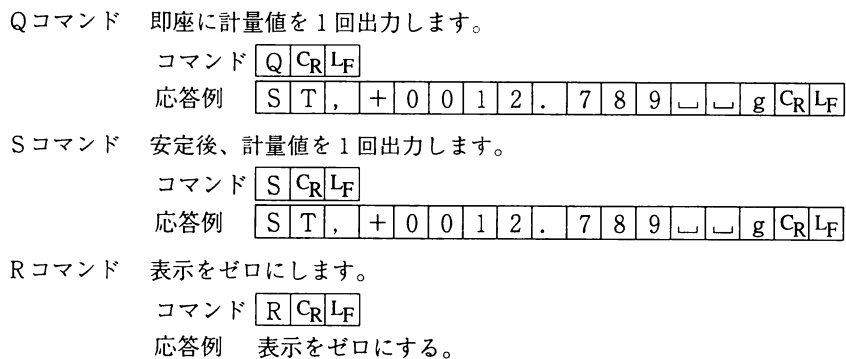 Qコマンド 即座に計量値を1回出力します。
コマンド Q CR LF
応答例 S T , + 0 0 1 2 . 7 8 9 ␣ ␣ g CR LF
Sコマンド 安定後、計量値を1回出力します。
コマンド S CR LF
応答例 S T , + 0 0 1 2 . 7 8 9 ␣ ␣ g CR LF
Rコマンド 表示をゼロにします。
コマンド R CR LF
応答例 表示をゼロにする。